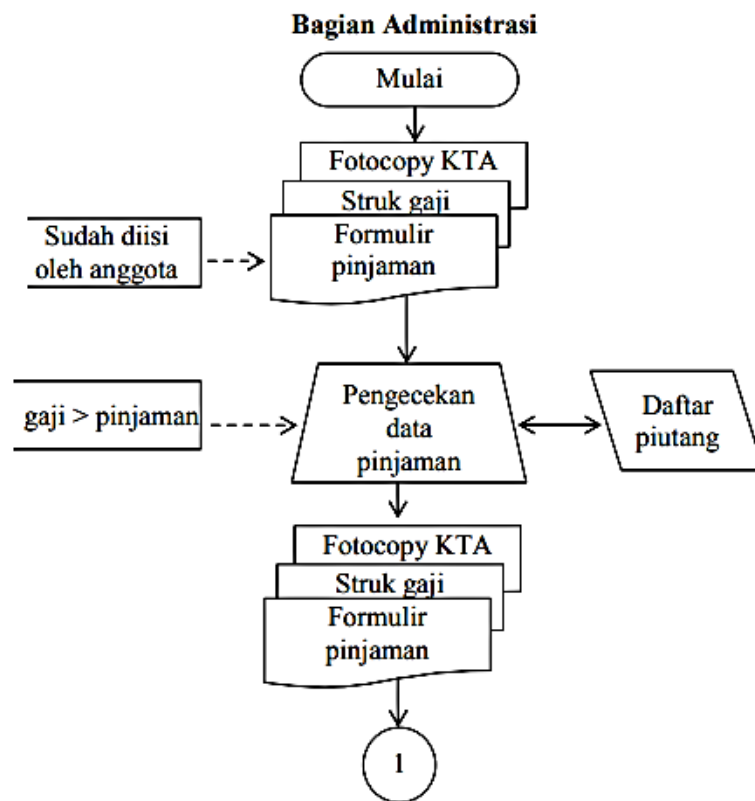 Bagian Administrasi
Mulai
Fotocopy KTA
Struk gaji
Formulir
pinjaman
Sudah diisi
oleh anggota
gaji > pinjaman
Pengecekan
data
pinjaman
Daftar
piutang
Fotocopy KTA
Struk gaji
Formulir
pinjaman
1